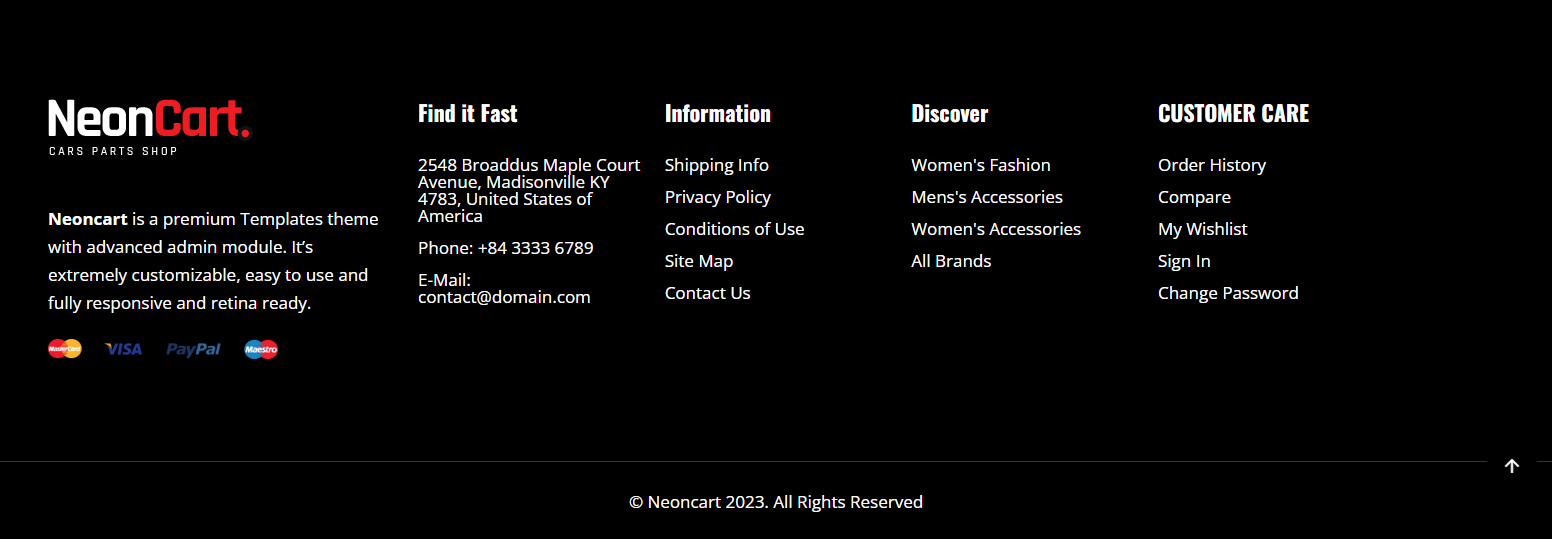 NeonCart.
CARS PARTS SHOP
Neoncart is a premium Templates theme
with advanced admin module. It’s
extremely customizable, easy to use and
fully responsive and retina ready.
MasterCard VISA PayPal Maestro
Find it Fast
2548 Broaddus Maple Court
Avenue, Madisonville KY
4783, United States of
America
Phone: +84 3333 6789
E-Mail:
contact@domain.com
Information
Shipping Info
Privacy Policy
Conditions of Use
Site Map
Contact Us
Discover
Women's Fashion
Mens's Accessories
Women's Accessories
All Brands
CUSTOMER CARE
Order History
Compare
My Wishlist
Sign In
Change Password
© Neoncart 2023. All Rights Reserved